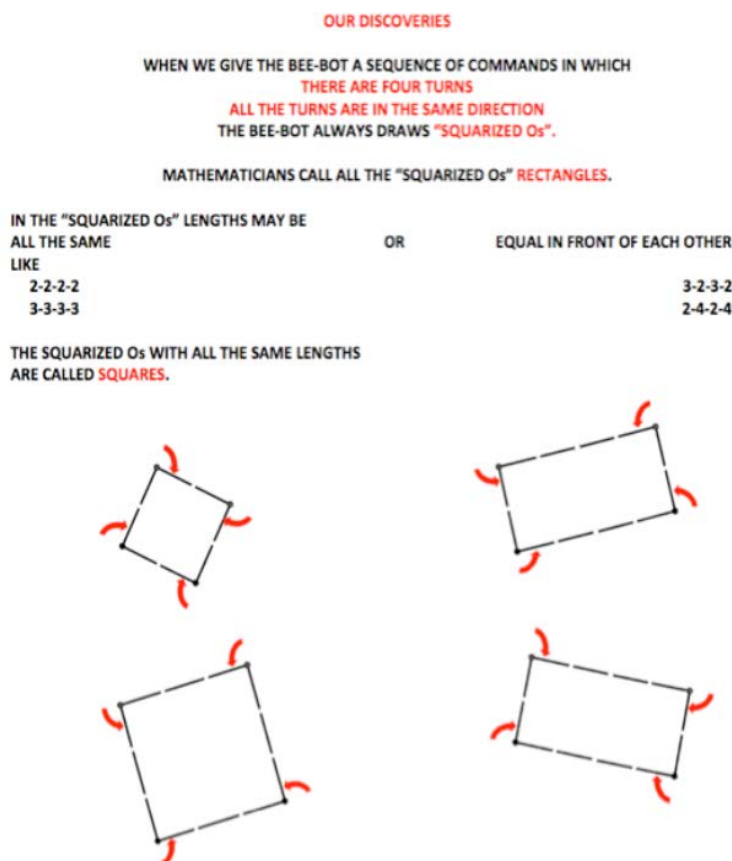 OUR DISCOVERIES
WHEN WE GIVE THE BEE-BOT A SEQUENCE OF COMMANDS IN WHICH
THERE ARE FOUR TURNS
ALL THE TURNS ARE IN THE SAME DIRECTION
THE BEE-BOT ALWAYS DRAWS "SQUARIZED Os".
MATHEMATICIANS CALL ALL THE "SQUARIZED Os" RECTANGLES.
IN THE "SQUARIZED Os" LENGTHS MAY BE
ALL THE SAME OR EQUAL IN FRONT OF EACH OTHER
LIKE
2-2-2-2 3-2-3-2
3-3-3-3 2-4-2-4
THE SQUARIZED Os WITH ALL THE SAME LENGTHS
ARE CALLED SQUARES.